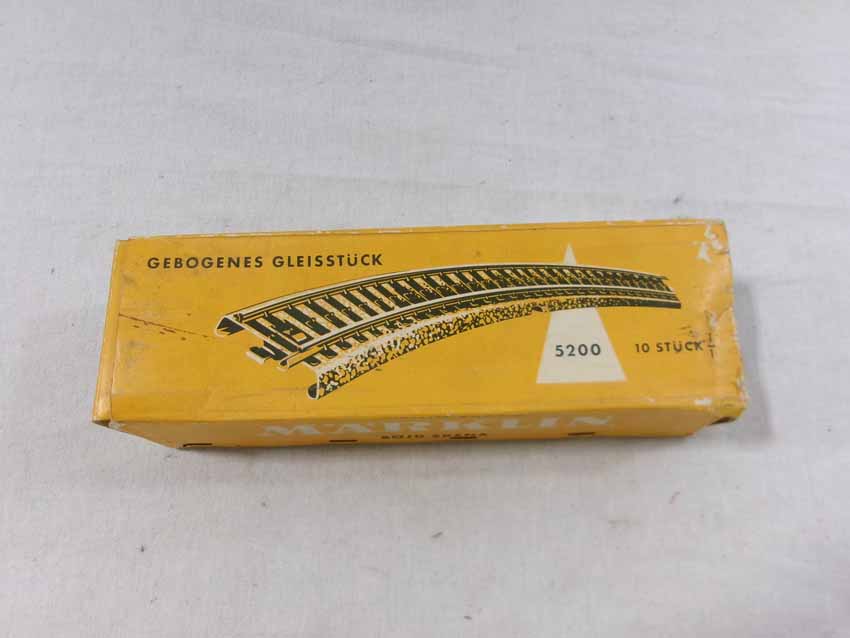 GEBOGENES GLEISSTÜCK
5200
10 STÜCK
MÄRKLIN